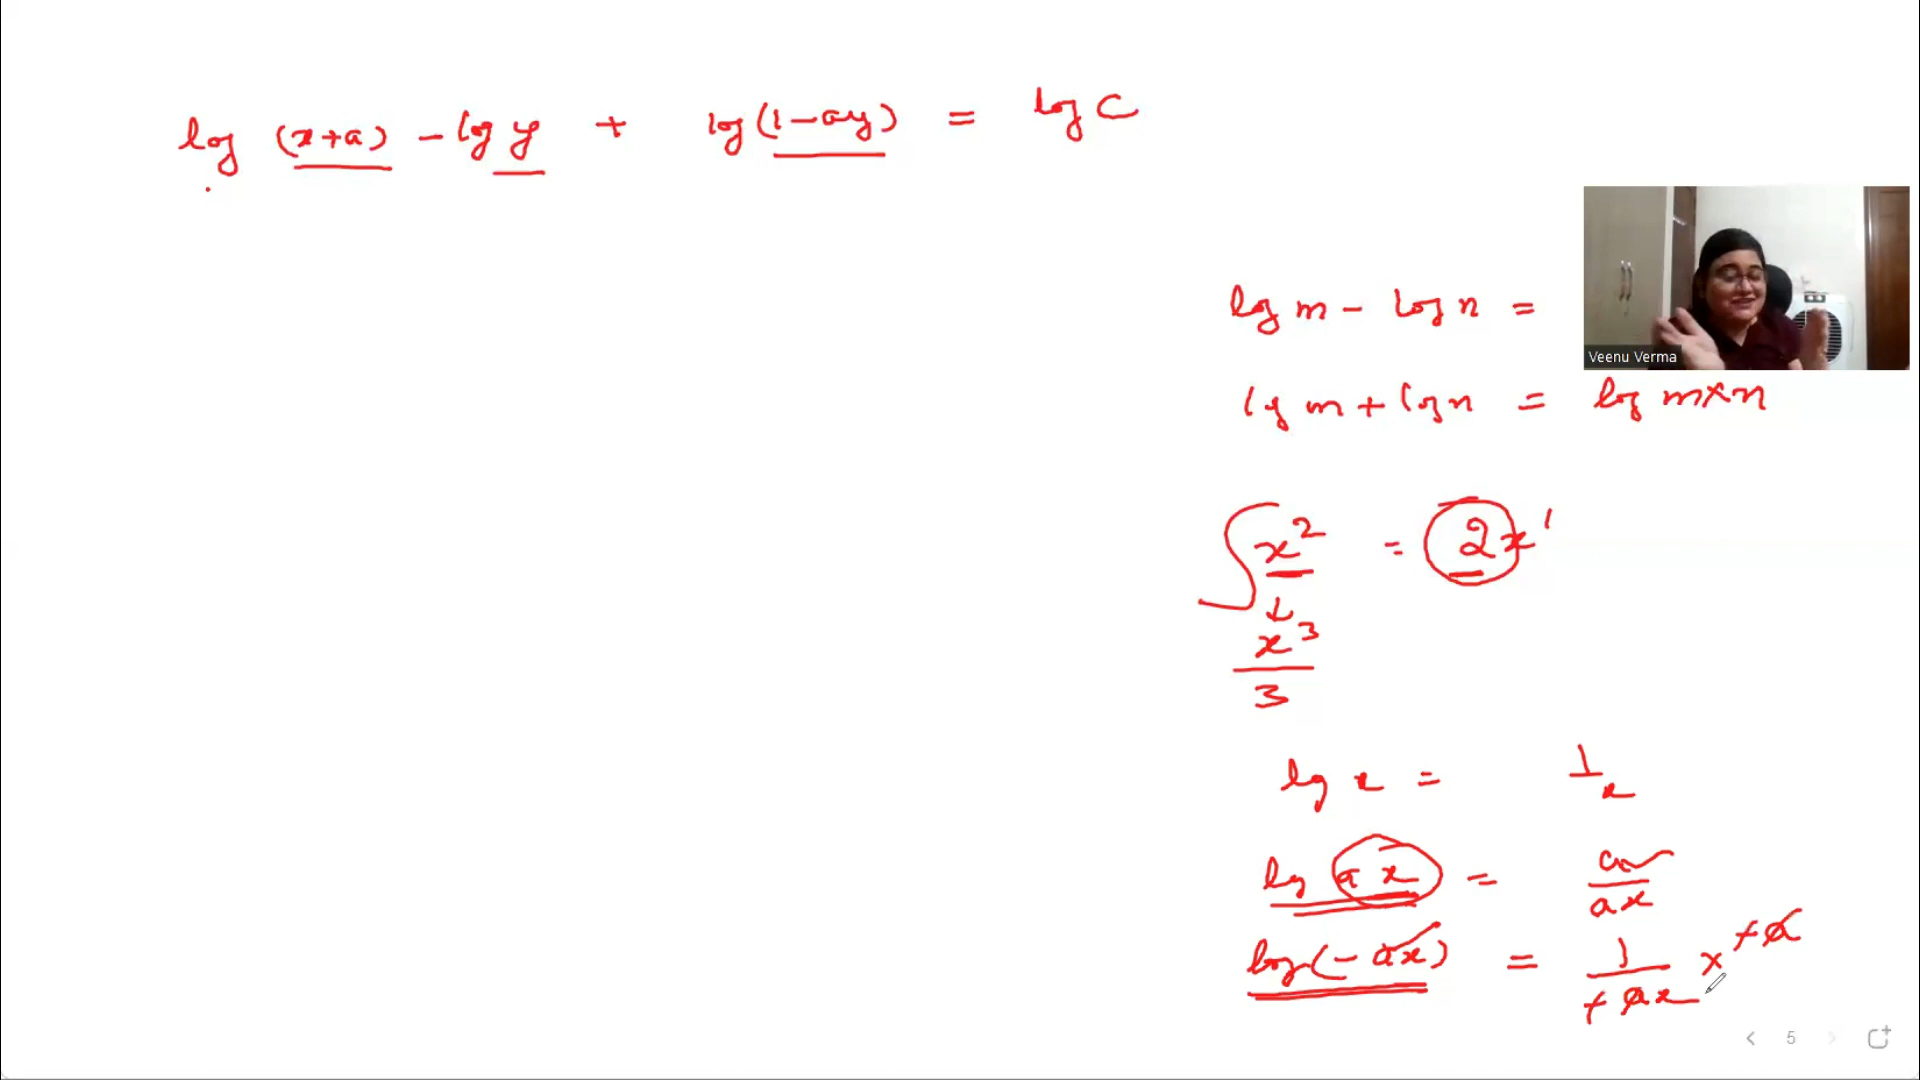 log (x+a) - log y + log (1-ay) = log C
Veenu Verma
log m - log n =
log m + log n = log m×n
∫x² = 2x¹
↓
x³
3
log x = 1/x
log ax = a/ax
log(-ax) = 1/+ax × +a
5